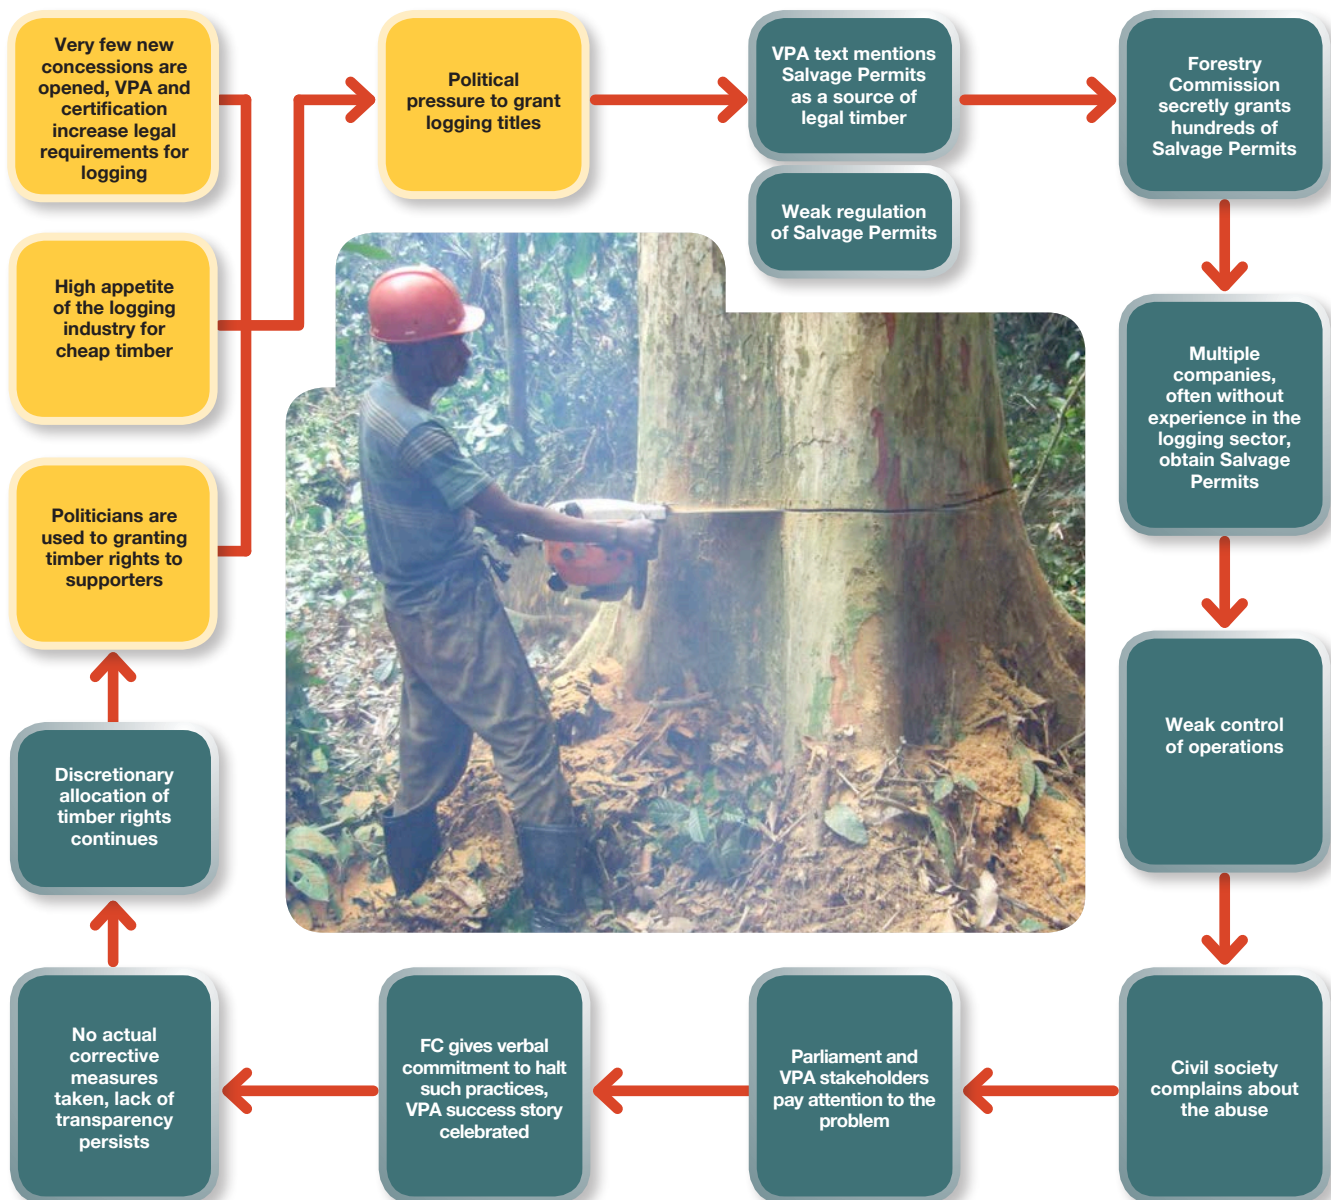 Very few new
concessions are
opened, VPA and
certification
increase legal
requirements for
logging
Political
pressure to grant
logging titles
VPA text mentions
Salvage Permits
as a source of
legal timber
Weak regulation
of Salvage Permits
Forestry
Commission
secretly grants
hundreds of
Salvage Permits
High appetite
of the logging
industry for
cheap timber
Multiple
companies,
often without
experience in the
logging sector,
obtain Salvage
Permits
Politicians are
used to granting
timber rights to
supporters
Weak control
of operations
Discretionary
allocation of
timber rights
continues
No actual
corrective
measures
taken, lack of
transparency
persists
FC gives verbal
commitment to halt
such practices,
VPA success story
celebrated
Parliament and
VPA stakeholders
pay attention to the
problem
Civil society
complains about
the abuse